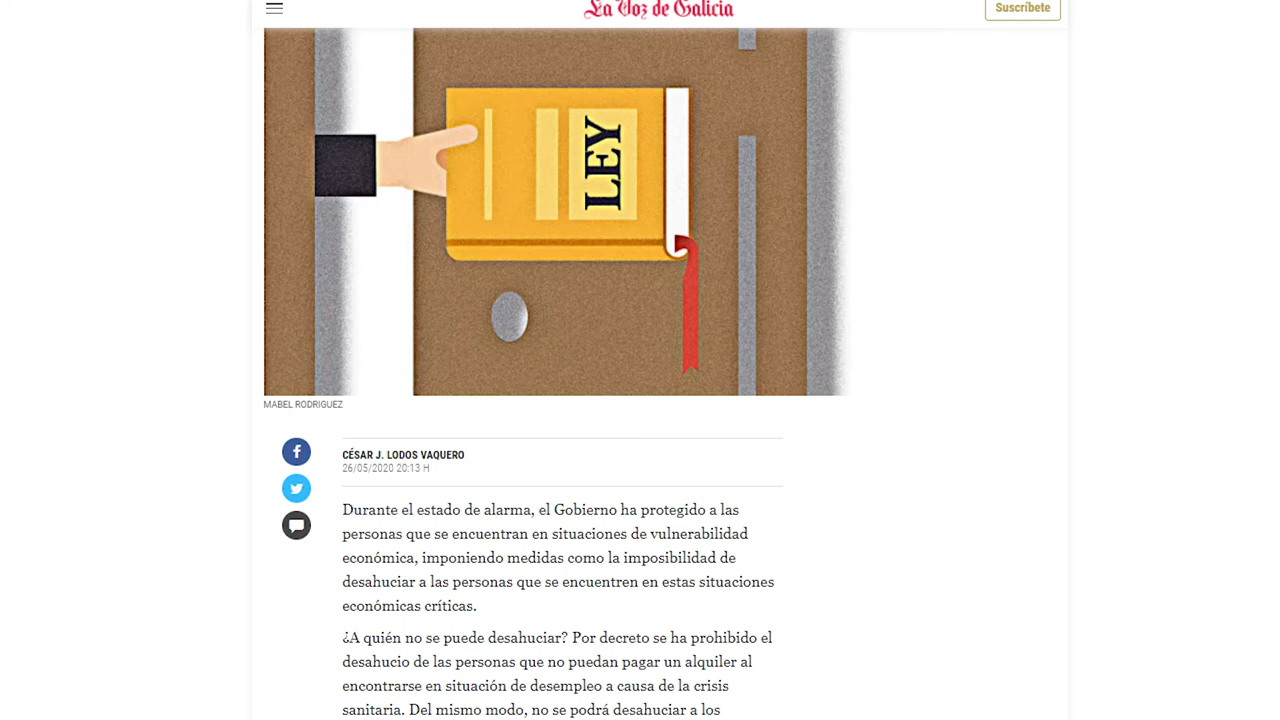 La Voz de Galicia
Suscríbete
LEY
MABEL RODRIGUEZ
CÉSAR J. LODOS VAQUERO
26/05/2020 20:13 H
Durante el estado de alarma, el Gobierno ha protegido a las
personas que se encuentran en situaciones de vulnerabilidad
económica, imponiendo medidas como la imposibilidad de
desahuciar a las personas que se encuentren en estas situaciones
económicas críticas.
¿A quién no se puede desahuciar? Por decreto se ha prohibido el
desahucio de las personas que no puedan pagar un alquiler al
encontrarse en situación de desempleo a causa de la crisis
sanitaria. Del mismo modo, no se podrá desahuciar a los